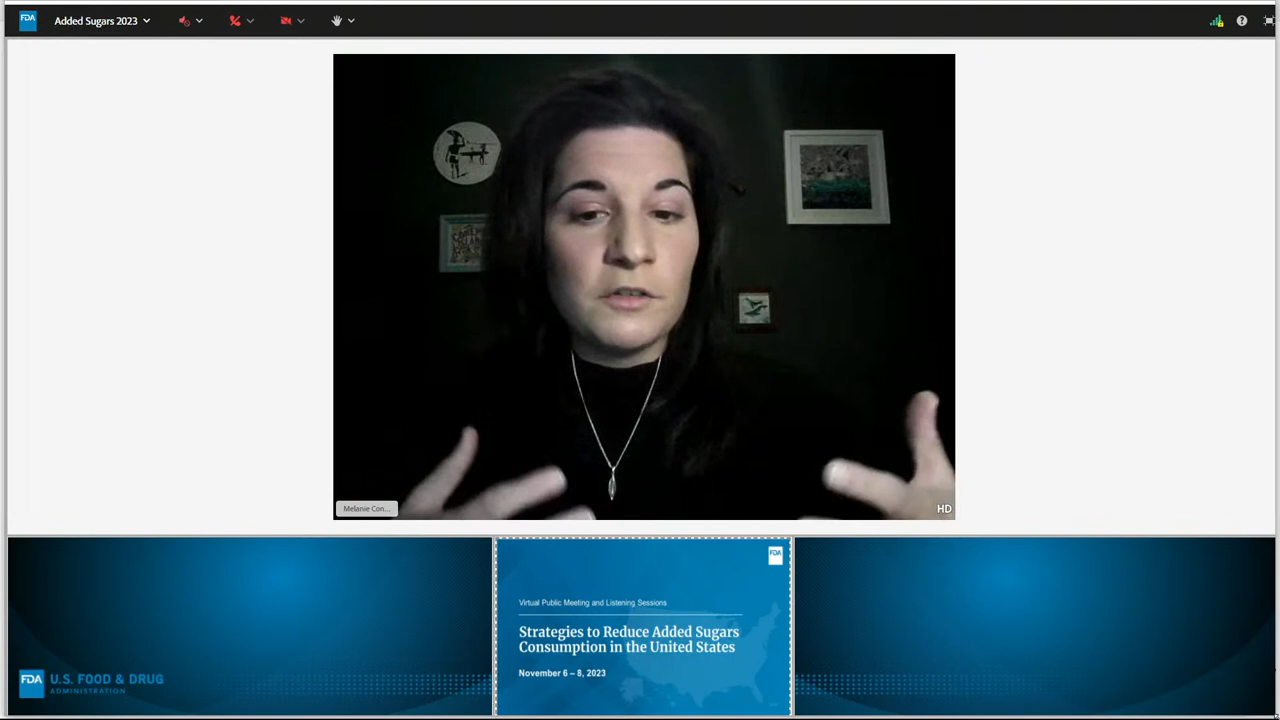 FDA
Added Sugars 2023
Melanie Con...
HD
FDA
Virtual Public Meeting and Listening Sessions
Strategies to Reduce Added Sugars
Consumption in the United States
November 6 – 8, 2023
FDA U.S. FOOD & DRUG
ADMINISTRATION